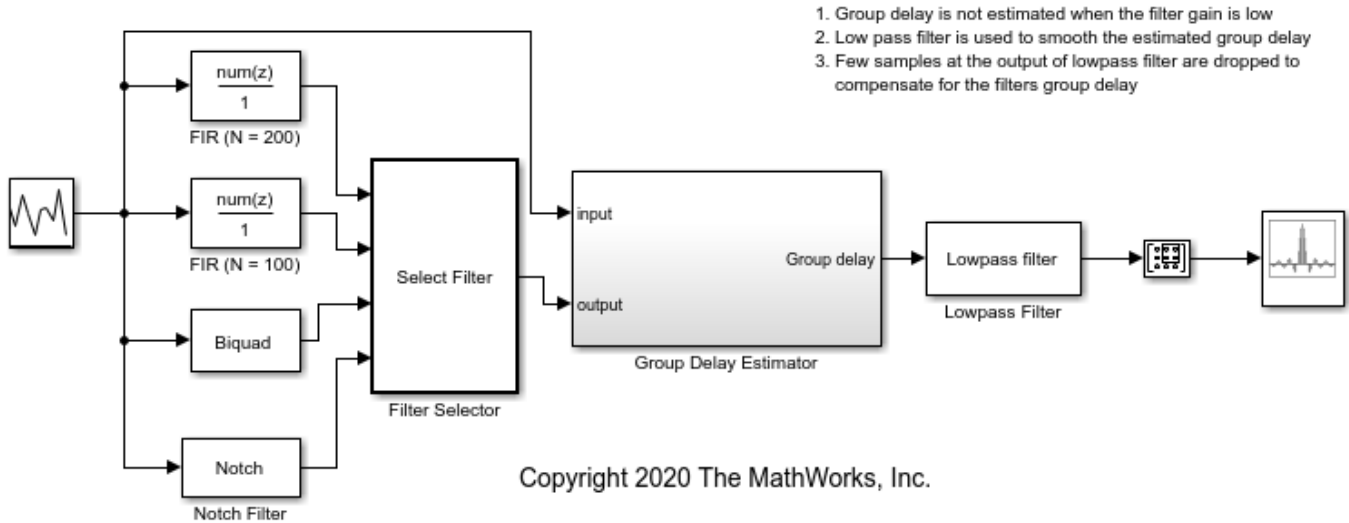 1. Group delay is not estimated when the filter gain is low
2. Low pass filter is used to smooth the estimated group delay
3. Few samples at the output of lowpass filter are dropped to
compensate for the filters group delay
num(z)
1
FIR (N = 200)
num(z)
1
FIR (N = 100)
Biquad
Notch
Notch Filter
Select Filter
Filter Selector
input
output
Group delay
Group Delay Estimator
Lowpass filter
Lowpass Filter
Copyright 2020 The MathWorks, Inc.